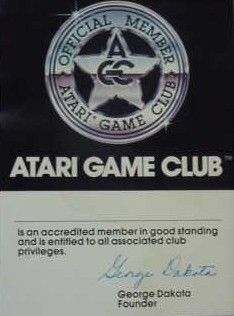 OFFICIAL MEMBER
AGC
ATARI GAME CLUB
ATARI GAME CLUB™
is an accredited member in good standing
and is entitled to all associated club
privileges.
George Dakota
George Dakota
Founder